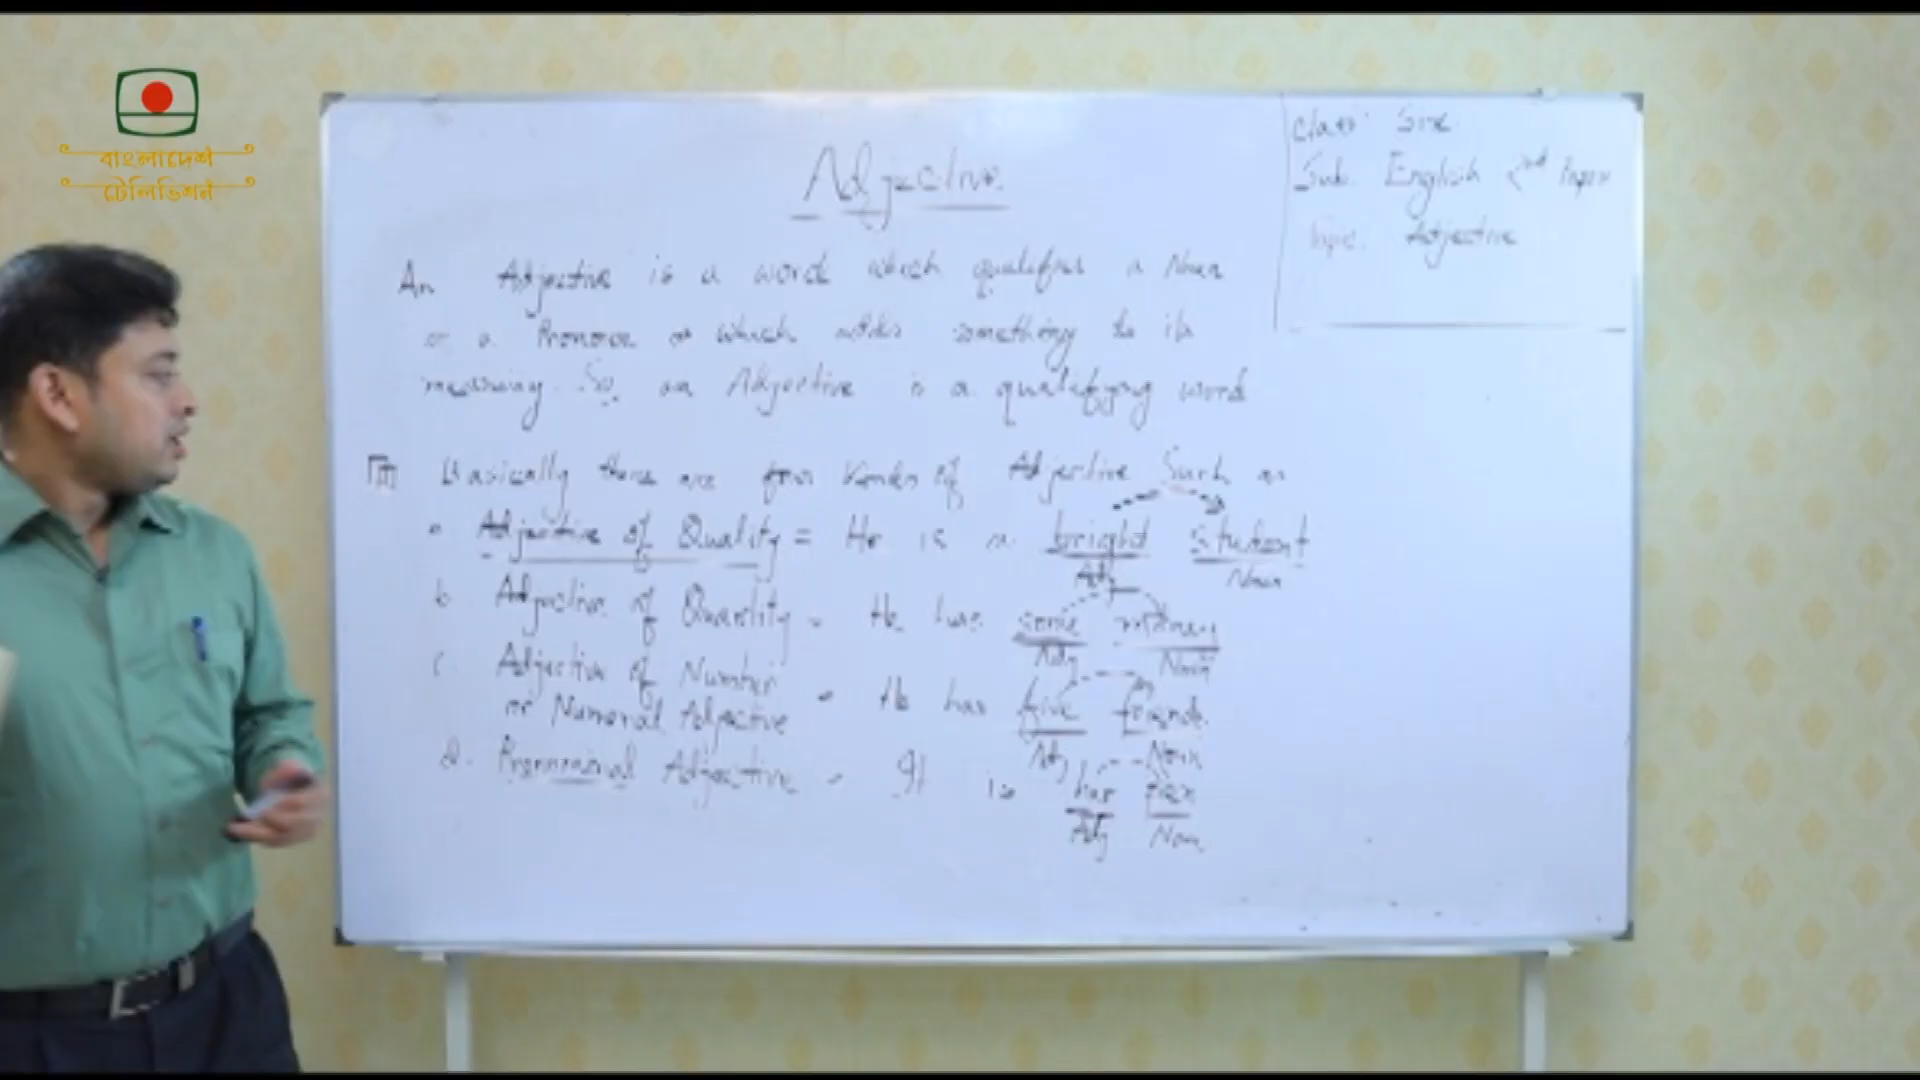 বাংলাদেশ
টেলিভিশন
Class: Six
Sub: English 2nd Paper
Topic: Adjective
Adjective
An Adjective is a word which qualifies a Noun
or a Pronoun or which adds something to its
meaning. So, an Adjective is a qualifying word
Basically there are four kinds of Adjective Such as
a. Adjective of Quality = He is a bright student
Adj Noun
b. Adjective of Quantity = He has some money
Adj Noun
c. Adjective of Number
or Numeral Adjective - He has five friends.
Adj Noun
d. Pronominal Adjective - It is her pen
Adj Noun